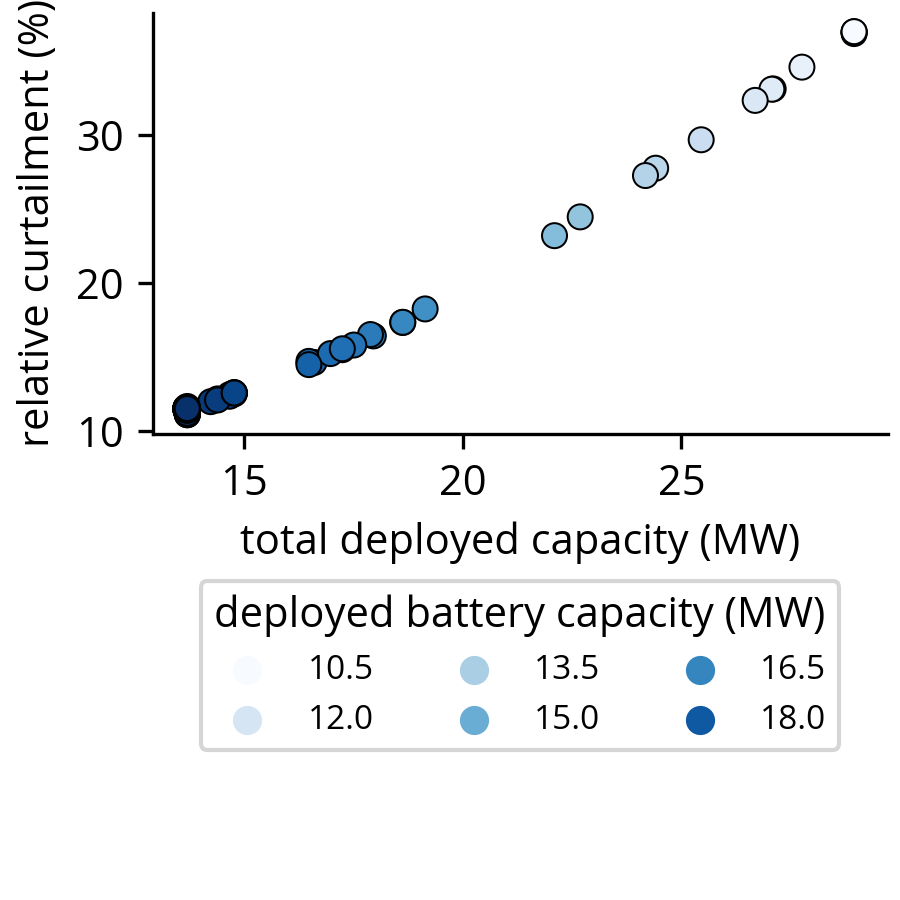 relative curtailment (%)
30
20
10
15 20 25
total deployed capacity (MW)
deployed battery capacity (MW)
10.5 13.5 16.5
12.0 15.0 18.0